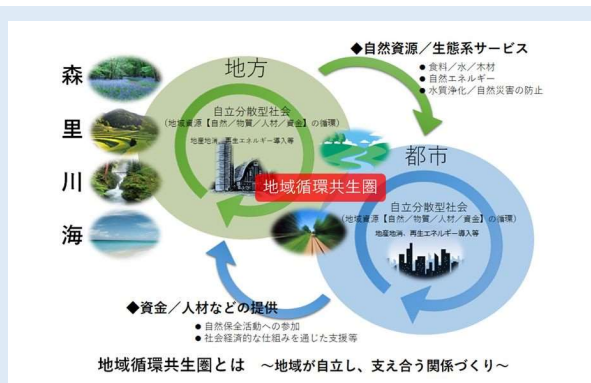 ◆自然資源／生態系サービス
● 食料／水／木材
● 自然エネルギー
● 水質浄化／自然災害の防止
森
里
川
海
地方
自立分散型社会
(地域資源【自然／物質／人材／資金】の循環)
地産地消、再生エネルギー導入等
地域循環共生圏
都市
自立分散型社会
(地域資源【自然／物質／人材／資金】の循環)
地産地消、再生エネルギー導入等
◆資金／人材などの提供
● 自然保全活動への参加
● 社会経済的な仕組みを通じた支援等
地域循環共生圏とは ～地域が自立し、支え合う関係づくり～